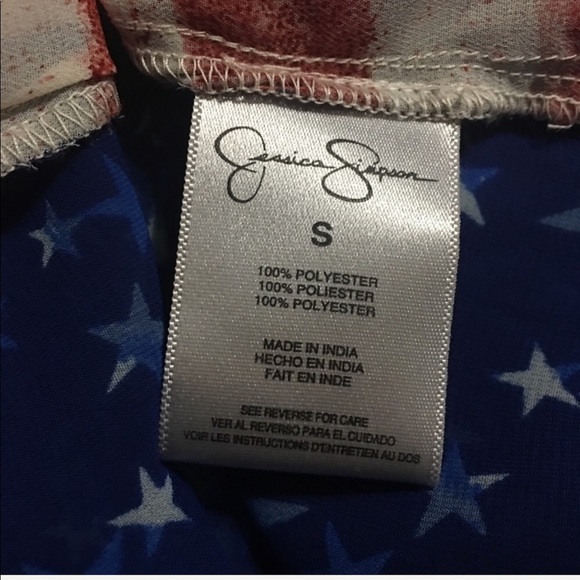 Jessica Simpson
S
100% POLYESTER
100% POLIESTER
100% POLYESTER
MADE IN INDIA
HECHO EN INDIA
FAIT EN INDE
SEE REVERSE FOR CARE
VER AL REVERSO PARA EL CUIDADO
VOIR LES INSTRUCTIONS D'ENTRETIEN AU DOS